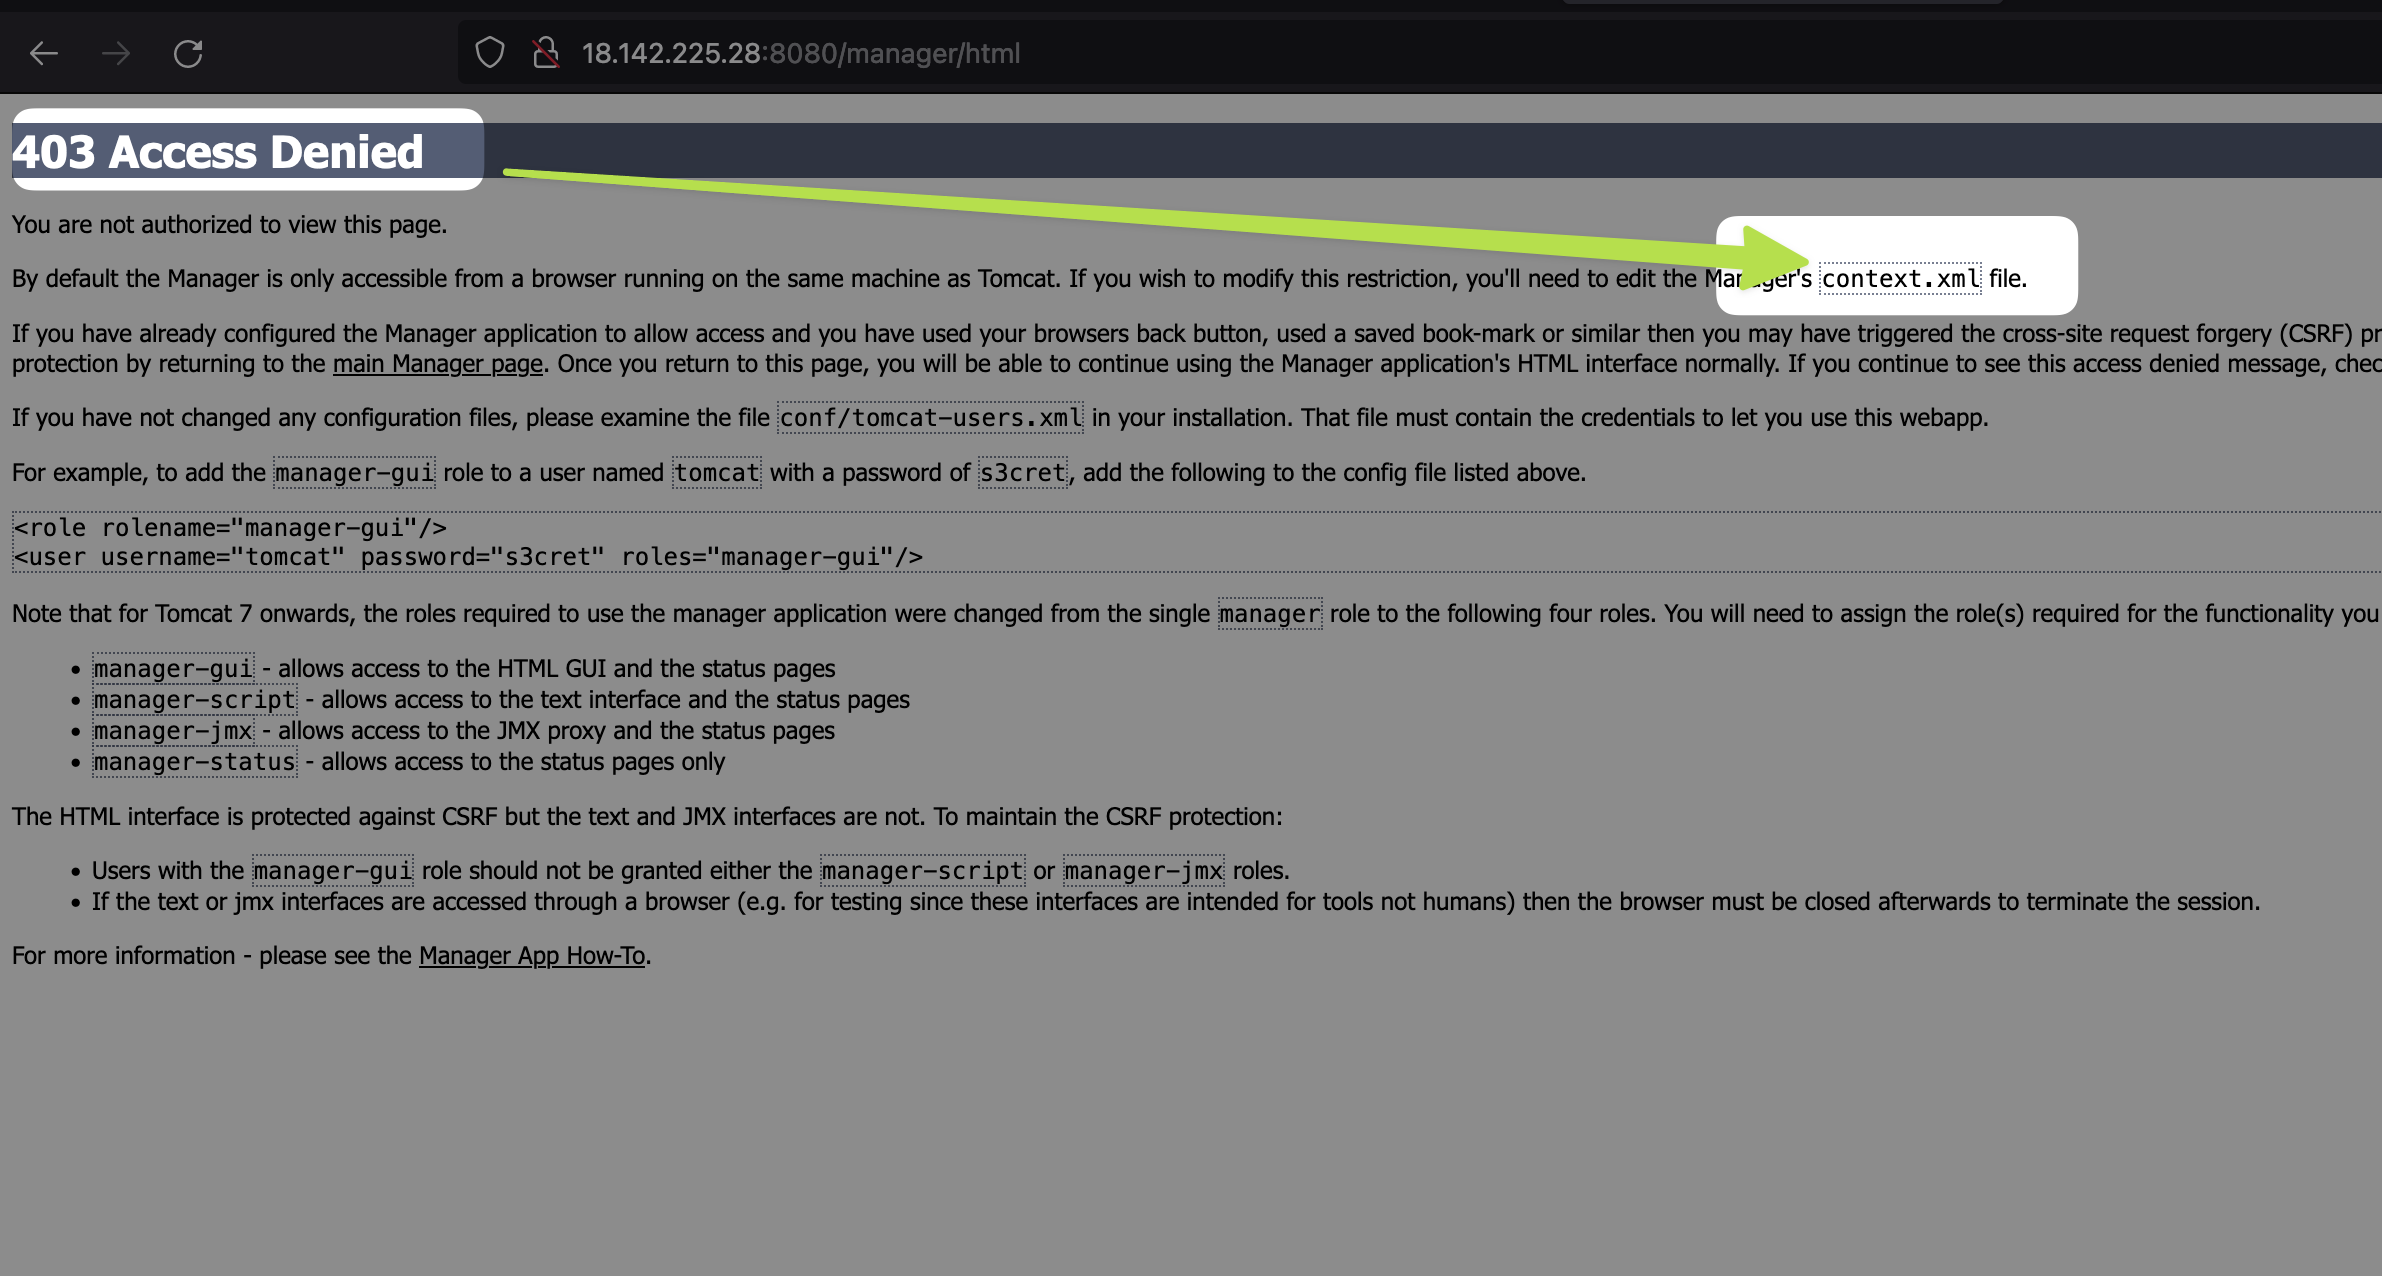 18.142.225.28:8080/manager/html
403 Access Denied
You are not authorized to view this page.
By default the Manager is only accessible from a browser running on the same machine as Tomcat. If you wish to modify this restriction, you'll need to edit the Manager's context.xml file.
If you have already configured the Manager application to allow access and you have used your browsers back button, used a saved book-mark or similar then you may have triggered the cross-site request forgery (CSRF) pr
protection by returning to the main Manager page. Once you return to this page, you will be able to continue using the Manager application's HTML interface normally. If you continue to see this access denied message, chec
If you have not changed any configuration files, please examine the file conf/tomcat-users.xml in your installation. That file must contain the credentials to let you use this webapp.
For example, to add the manager-gui role to a user named tomcat with a password of s3cret, add the following to the config file listed above.
<role rolename="manager-gui"/>
<user username="tomcat" password="s3cret" roles="manager-gui"/>
Note that for Tomcat 7 onwards, the roles required to use the manager application were changed from the single manager role to the following four roles. You will need to assign the role(s) required for the functionality you
• manager-gui - allows access to the HTML GUI and the status pages
• manager-script - allows access to the text interface and the status pages
• manager-jmx - allows access to the JMX proxy and the status pages
• manager-status - allows access to the status pages only
The HTML interface is protected against CSRF but the text and JMX interfaces are not. To maintain the CSRF protection:
• Users with the manager-gui role should not be granted either the manager-script or manager-jmx roles.
• If the text or jmx interfaces are accessed through a browser (e.g. for testing since these interfaces are intended for tools not humans) then the browser must be closed afterwards to terminate the session.
For more information - please see the Manager App How-To.